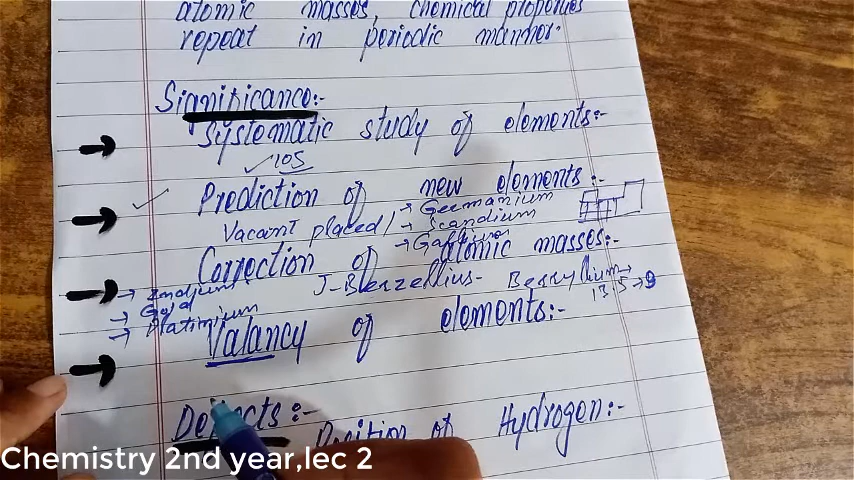 atomic masses, chemical properties
repeat in periodic manner.
Significance:-
Systematic study of elements:-
105
Prediction of new elements:-
Vacant placed / → Germanium
→ Scandium
→ Gallium
Correction of atomic masses:-
→ Indium J-Berzellius- Beryllium →
→ Gold 13.5 → 9
→ Platinium
Valancy of elements:-
Defects:-
Position of Hydrogen:-
Chemistry 2nd year,lec 2